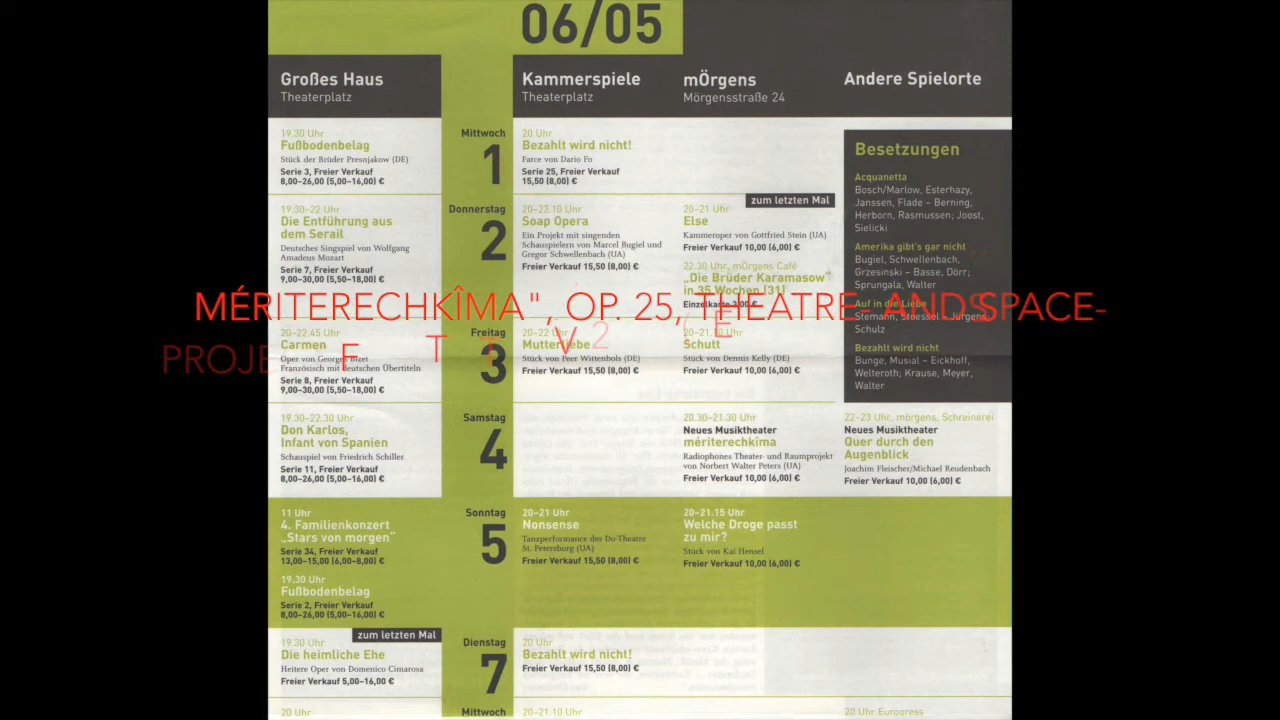 06/05
Großes Haus
Theaterplatz
Kammerspiele
Theaterplatz
mÖrgens
Mörgensstraße 24
Andere Spielorte
19.30 Uhr
Fußbodenbelag
Stück der Brüder Presnjakow (DE)
Serie 3, Freier Verkauf
8,00–26,00 (5,00–16,00) €
Mittwoch
1
20 Uhr
Bezahlt wird nicht!
Farce von Dario Fo
Serie 25, Freier Verkauf
15,50 (8,00) €
19.30–22 Uhr
Die Entführung aus
dem Serail
Deutsches Singspiel von Wolfgang
Amadeus Mozart
Serie 7, Freier Verkauf
9,00–30,00 (5,50–18,00) €
Donnerstag
2
20–22.10 Uhr
Soap Opera
Ein Projekt mit singenden
Schauspielern von Marcel Bugiel und
Gregor Schwellenbach (UA)
Freier Verkauf 15,50 (8,00) €
zum letzten Mal
20–21 Uhr
Else
Kammeroper von Gottfried Stein (UA)
Freier Verkauf 10,00 (6,00) €
22.30 Uhr, mÖrgens Café
„Die Brüder Karamasow“
in 35 Wochen (31)
Einzelkarte 3,00 €
Besetzungen
Acquanetta
Bosch/Marlow, Esterhazy,
Janssen, Flade – Berning,
Herborn, Rasmussen; Joost,
Sielicki
Amerika gibt's gar nicht
Bugiel, Schwellenbach,
Grzesinski – Basse, Dörr;
Sprungala, Walter
Auf in die Liebe
Stemann, Stoessel – Jürgens,
Schulz
Bezahlt wird nicht
Bunge, Musial – Eickhoff,
Welteroth; Krause, Meyer,
Walter
MÉRITERECHKÎMA", OP. 25, THEATRE- AND SPACE-
PROJE F T T V 2 E
20–22.45 Uhr
Carmen
Oper von Georges Bizet
Französisch mit deutschen Übertiteln
Serie 8, Freier Verkauf
9,00–30,00 (5,50–18,00) €
Freitag
3
20–22 Uhr
Mutterliebe
Stück von Peer Wittenbols (DE)
Freier Verkauf 15,50 (8,00) €
20–21.10 Uhr
Schutt
Stück von Dennis Kelly (DE)
Freier Verkauf 10,00 (6,00) €
19.30–22.30 Uhr
Don Karlos,
Infant von Spanien
Schauspiel von Friedrich Schiller
Serie 11, Freier Verkauf
8,00–26,00 (5,00–16,00) €
Samstag
4
20.30–21.30 Uhr
Neues Musiktheater
mériterechkîma
Radiophones Theater- und Raumprojekt
von Norbert Walter Peters (UA)
Freier Verkauf 10,00 (6,00) €
22–23 Uhr, mörgens, Schreinerei
Neues Musiktheater
Quer durch den
Augenblick
Joachim Fleischer/Michael Reudenbach
Freier Verkauf 10,00 (6,00) €
11 Uhr
4. Familienkonzert
„Stars von morgen“
Serie 34, Freier Verkauf
13,00–15,00 (6,00–8,00) €
19.30 Uhr
Fußbodenbelag
Serie 2, Freier Verkauf
8,00–26,00 (5,00–16,00) €
Sonntag
5
20–21 Uhr
Nonsense
Tanzperformance des Do-Theatre
St. Petersburg (UA)
Freier Verkauf 15,50 (8,00) €
20–21.15 Uhr
Welche Droge passt
zu mir?
Stück von Kai Hensel
Freier Verkauf 10,00 (6,00) €
zum letzten Mal
19.30 Uhr
Die heimliche Ehe
Heitere Oper von Domenico Cimarosa
Freier Verkauf 5,00–16,00 €
Dienstag
7
20 Uhr
Bezahlt wird nicht!
Freier Verkauf 15,50 (8,00) €
20 Uhr
Mittwoch
20–21.10 Uhr
20 Uhr Eurogress